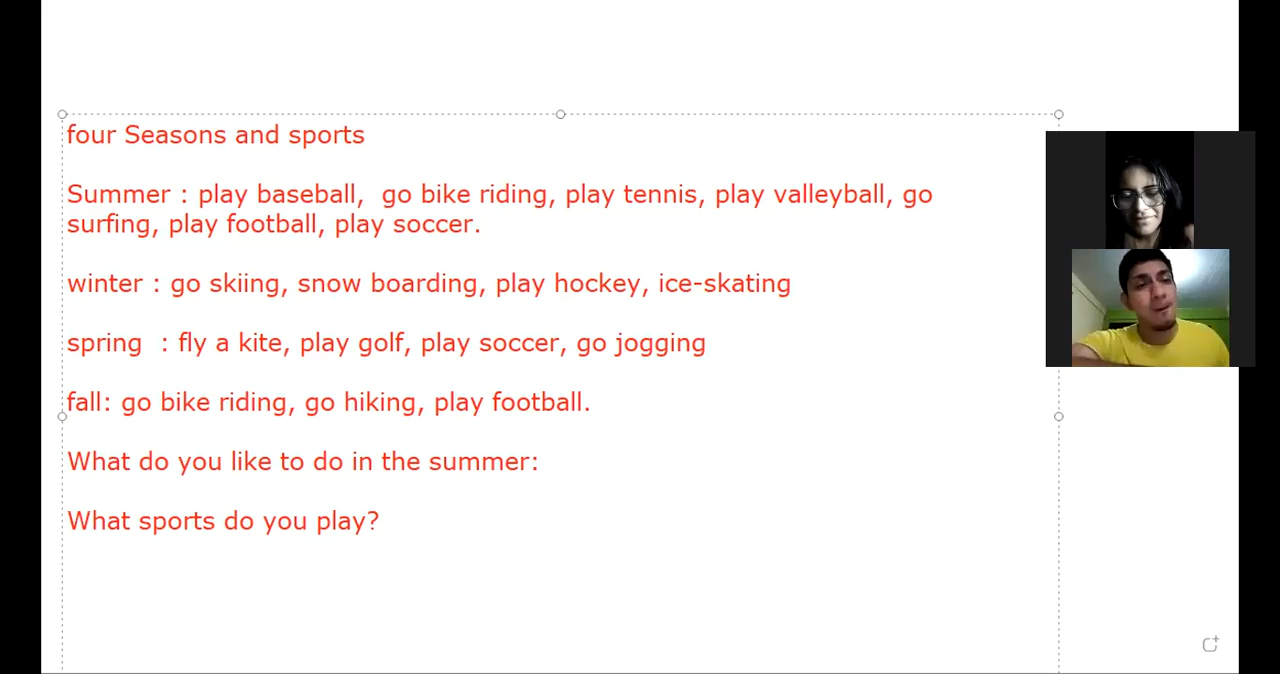 four Seasons and sports
Summer : play baseball,  go bike riding, play tennis, play valleyball, go
surfing, play football, play soccer.
winter : go skiing, snow boarding, play hockey, ice-skating
spring  : fly a kite, play golf, play soccer, go jogging
fall: go bike riding, go hiking, play football.
What do you like to do in the summer:
What sports do you play?